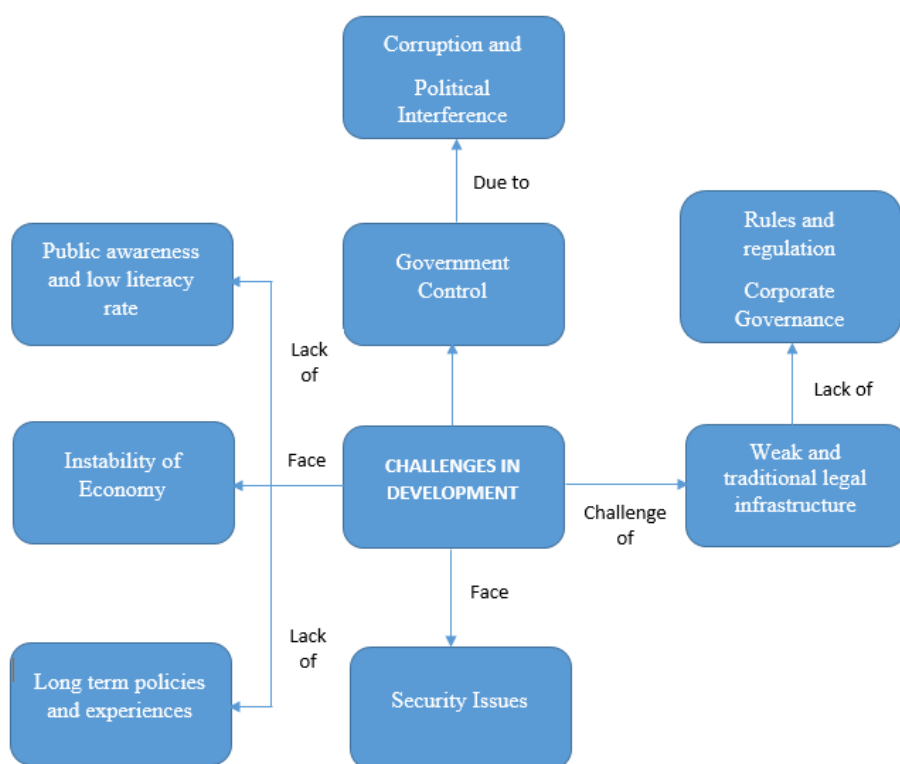 Corruption and
Political
Interference
Due to
Rules and
regulation
Corporate
Governance
Public awareness
and low literacy
rate
Government
Control
Lack
of
Lack of
Instability of
Economy
Face
CHALLENGES IN
DEVELOPMENT
Weak and
traditional legal
infrastructure
Challenge
of
Face
Lack
of
Long term policies
and experiences
Security Issues